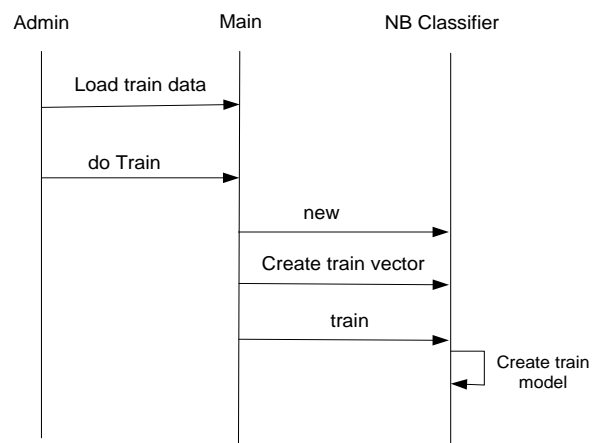 Admin
Main
NB Classifier
Load train data
do Train
new
Create train vector
train
Create train
model